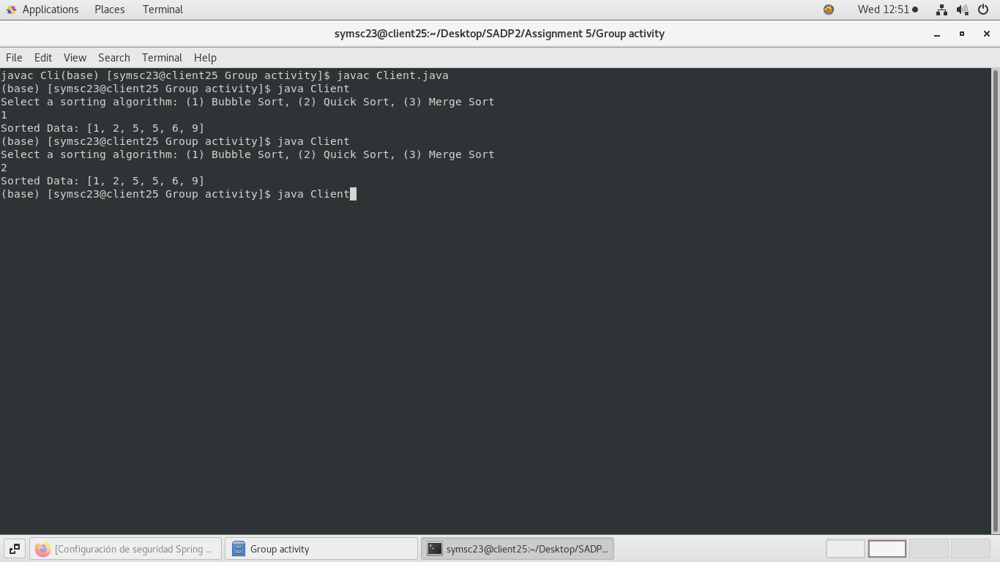 Applications Places Terminal Wed 12:51
symsc23@client25:~/Desktop/SADP2/Assignment 5/Group activity
File Edit View Search Terminal Help
javac Cli(base) [symsc23@client25 Group activity]$ javac Client.java
(base) [symsc23@client25 Group activity]$ java Client
Select a sorting algorithm: (1) Bubble Sort, (2) Quick Sort, (3) Merge Sort
1
Sorted Data: [1, 2, 5, 5, 6, 9]
(base) [symsc23@client25 Group activity]$ java Client
Select a sorting algorithm: (1) Bubble Sort, (2) Quick Sort, (3) Merge Sort
2
Sorted Data: [1, 2, 5, 5, 6, 9]
(base) [symsc23@client25 Group activity]$ java Client
[Configuración de seguridad Spring ... Group activity symsc23@client25:~/Desktop/SADP...